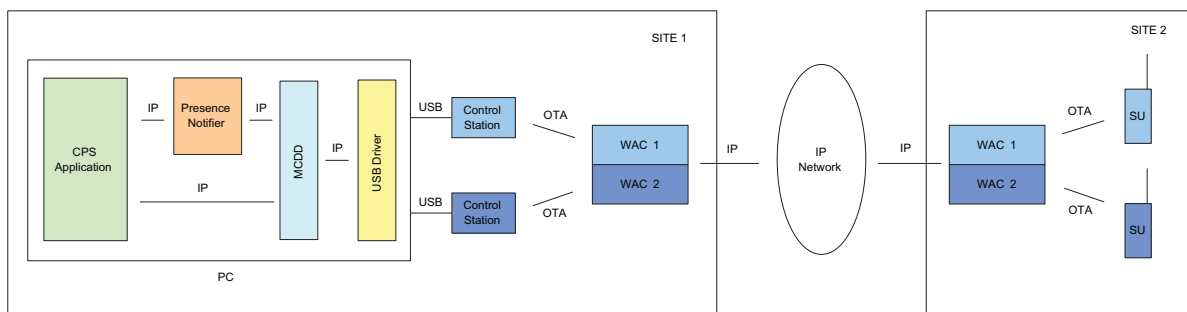 SITE 1
SITE 2
CPS
Application
IP
Presence
Notifier
IP
IP
MCDD
IP
USB Driver
PC
USB
Control
Station
OTA
USB
Control
Station
OTA
WAC 1
WAC 2
IP
IP
Network
IP
WAC 1
WAC 2
OTA
SU
OTA
SU